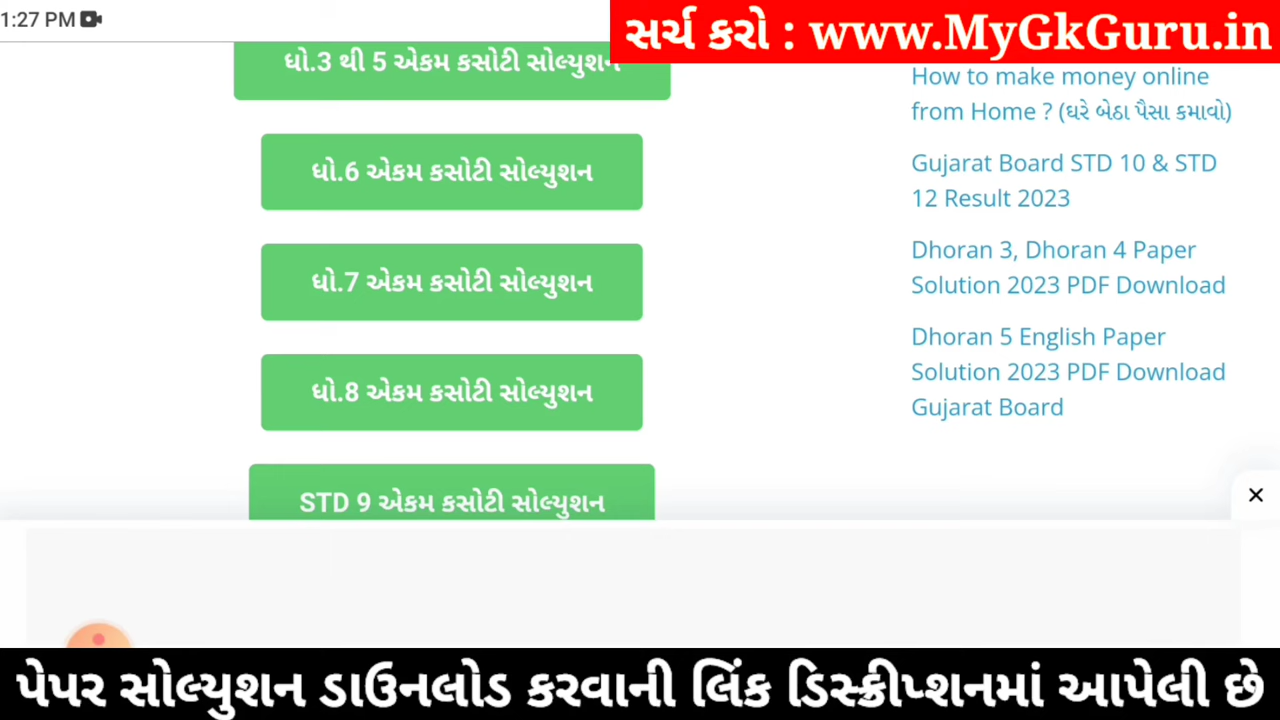 1:27 PM
સર્ચ કરો : www.MyGkGuru.in
ધો.3 થી 5 એકમ કસોટી સોલ્યુશન
ધો.6 એકમ કસોટી સોલ્યુશન
ધો.7 એકમ કસોટી સોલ્યુશન
ધો.8 એકમ કસોટી સોલ્યુશન
STD 9 એકમ કસોટી સોલ્યુશન
How to make money online
from Home ? (ઘરે બેઠા પૈસા કમાવો)
Gujarat Board STD 10 & STD
12 Result 2023
Dhoran 3, Dhoran 4 Paper
Solution 2023 PDF Download
Dhoran 5 English Paper
Solution 2023 PDF Download
Gujarat Board
પેપર સોલ્યુશન ડાઉનલોડ કરવાની લિંક ડિસ્ક્રીપ્શનમાં આપેલી છે